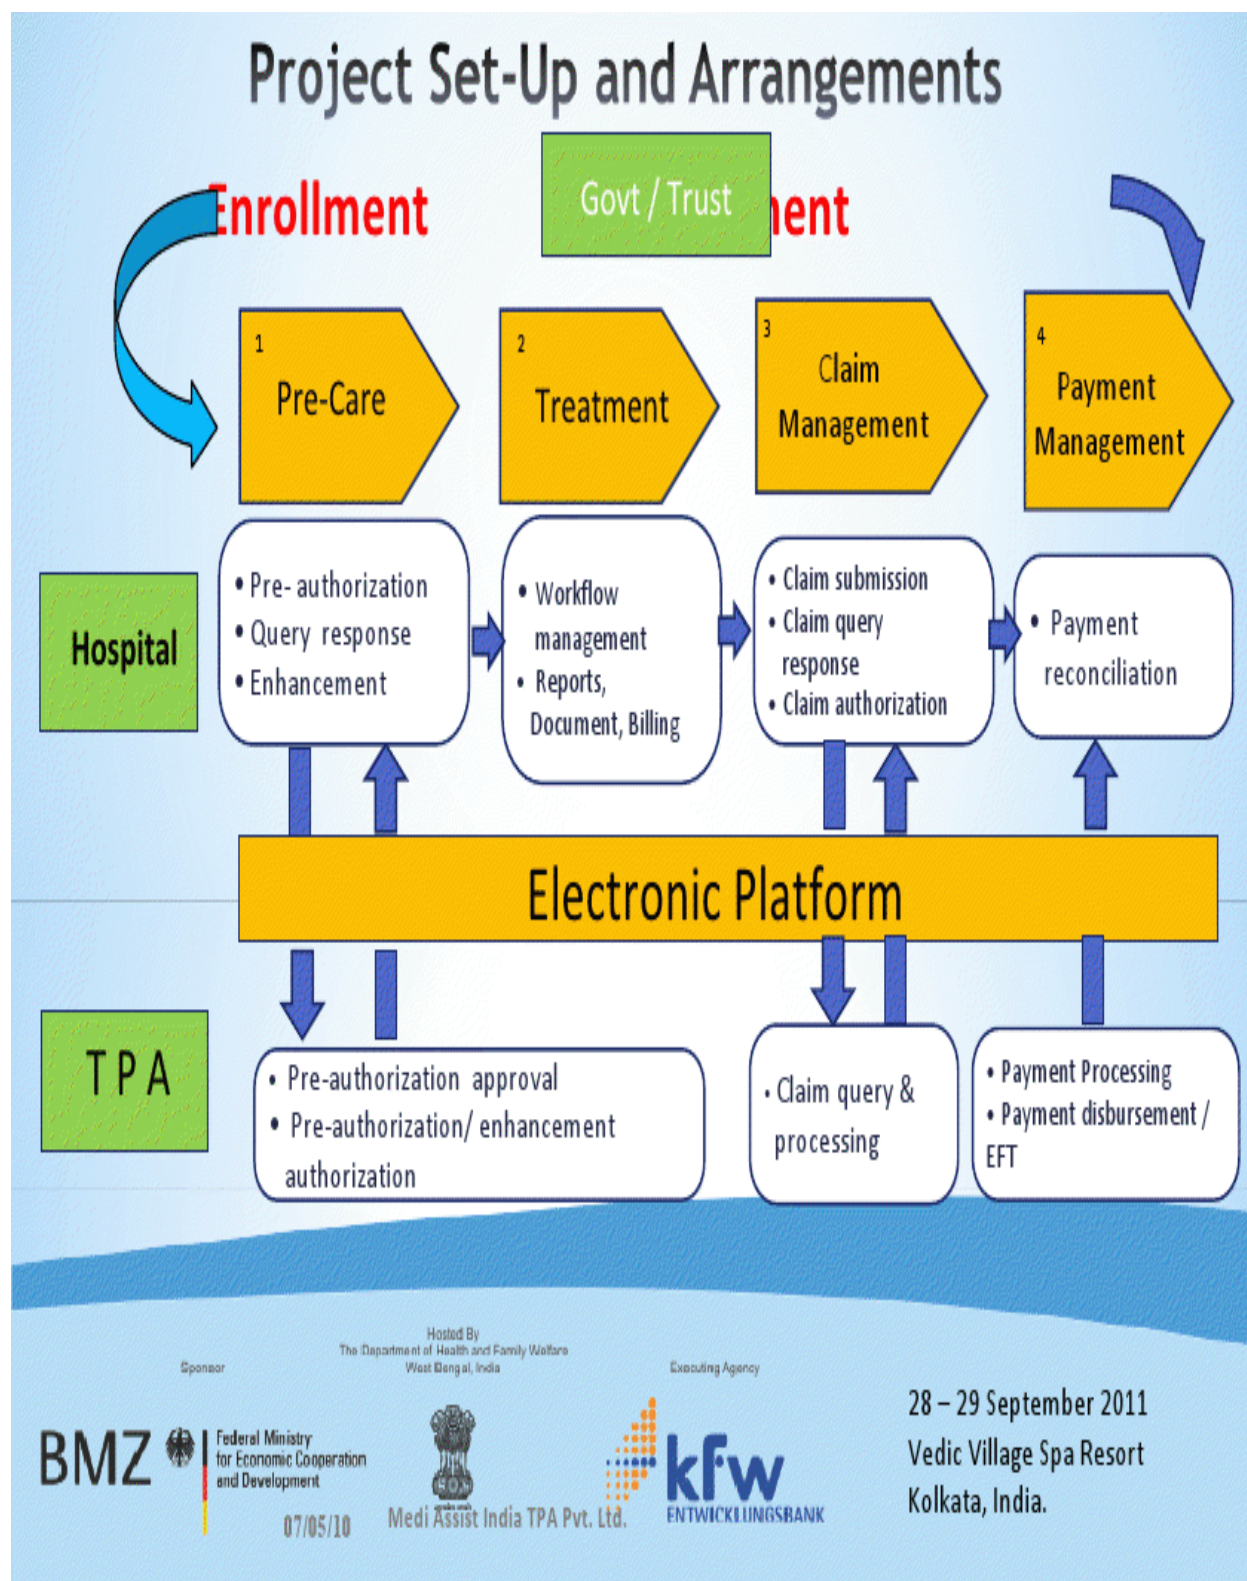 Project Set-Up and Arrangements
Enrollment
Govt / Trust
1
Pre-Care
2
Treatment
3
Claim
Management
4
Payment
Management
Hospital
• Pre- authorization
• Query response
• Enhancement
• Workflow
management
• Reports,
Document, Billing
• Claim submission
• Claim query
response
• Claim authorization
• Payment
reconciliation
Electronic Platform
T P A
• Pre-authorization approval
• Pre-authorization/ enhancement
authorization
• Claim query &
processing
• Payment Processing
• Payment disbursement /
EFT
Sponsor
Hosted By
The Department of Health and Family Welfare
West Bengal, India
Executing Agency
BMZ
Federal Ministry
for Economic Cooperation
and Development
07/05/10
Medi Assist India TPA Pvt. Ltd.
kfw
ENTWICKLUNGSBANK
28 – 29 September 2011
Vedic Village Spa Resort
Kolkata, India.